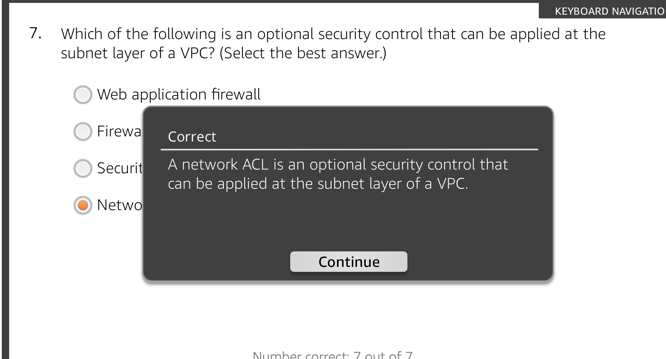 KEYBOARD NAVIGATIO
7. Which of the following is an optional security control that can be applied at the
subnet layer of a VPC? (Select the best answer.)
Web application firewall
Firewa
Securit
Netwo
Correct
A network ACL is an optional security control that
can be applied at the subnet layer of a VPC.
Continue
Number correct: 7 out of 7